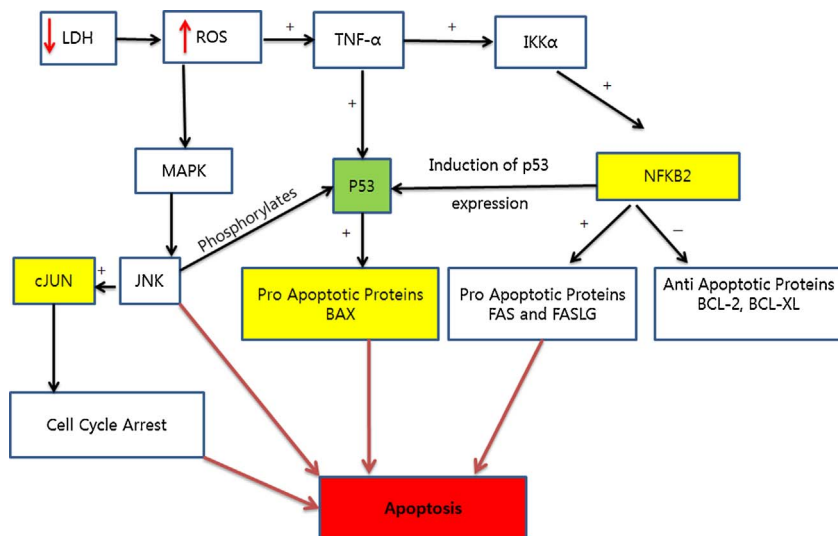 LDH
ROS
+
TNF-α
+
IKKα
+
+
MAPK
P53
Induction of p53
expression
NFKB2
Phosphorylates
+
+
–
cJUN
+
JNK
Pro Apoptotic Proteins
BAX
Pro Apoptotic Proteins
FAS and FASLG
Anti Apoptotic Proteins
BCL-2, BCL-XL
Cell Cycle Arrest
Apoptosis